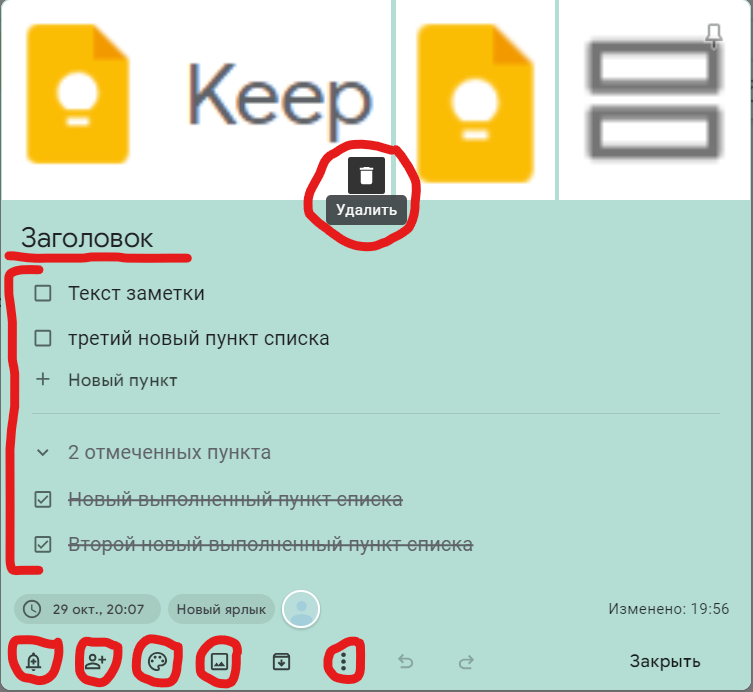 Keep
Удалить
Заголовок
Текст заметки
третий новый пункт списка
Новый пункт
2 отмеченных пункта
Новый выполненный пункт списка
Второй новый выполненный пункт списка
29 окт., 20:07 Новый ярлык Изменено: 19:56
Закрыть